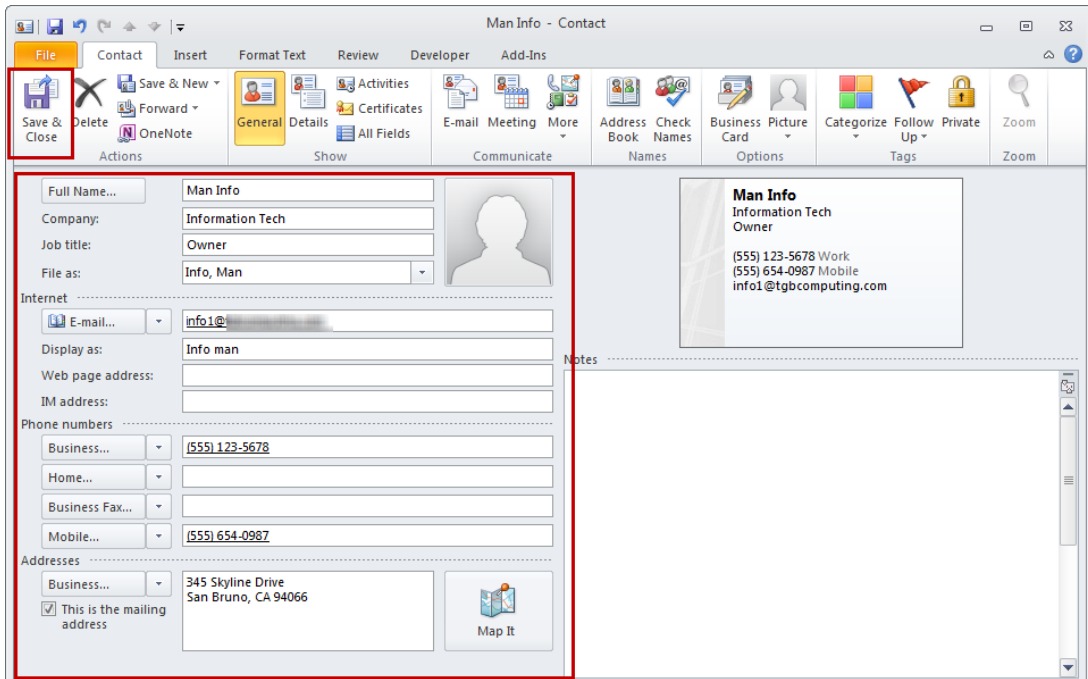 Man Info - Contact
File Contact Insert Format Text Review Developer Add-Ins
Save & Close
Delete
Save & New
Forward
OneNote
Actions
General
Details
Activities
Certificates
All Fields
Show
E-mail
Meeting
More
Communicate
Address Book
Check Names
Names
Business Card
Picture
Options
Categorize
Follow Up
Private
Tags
Zoom
Zoom
Full Name... Man Info
Company: Information Tech
Job title: Owner
File as: Info, Man
Internet
E-mail... info1@
Display as: Info man
Web page address:
IM address:
Phone numbers
Business... (555) 123-5678
Home...
Business Fax...
Mobile... (555) 654-0987
Addresses
Business... 345 Skyline Drive
San Bruno, CA 94066
This is the mailing
address
Map It
Man Info
Information Tech
Owner
(555) 123-5678 Work
(555) 654-0987 Mobile
info1@tgbcomputing.com
Notes